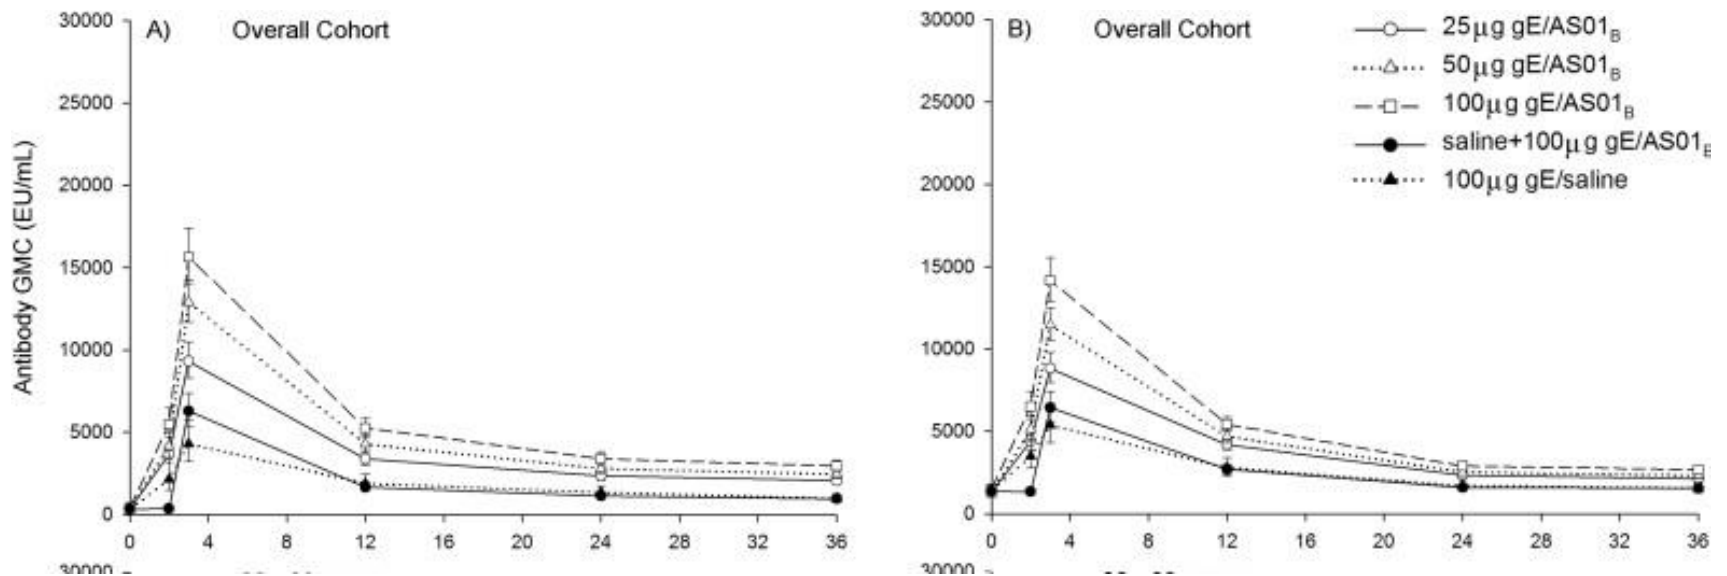 A) Overall Cohort
30000
25000
20000
15000
10000
5000
0
Antibody GMC (EU/mL)
0 4 8 12 16 20 24 28 32 36
30000
B) Overall Cohort
30000
25000
20000
15000
10000
5000
0
25μg gE/AS01B
50μg gE/AS01B
100μg gE/AS01B
saline+100μg gE/AS01B
100μg gE/saline
0 4 8 12 16 20 24 28 32 36
30000